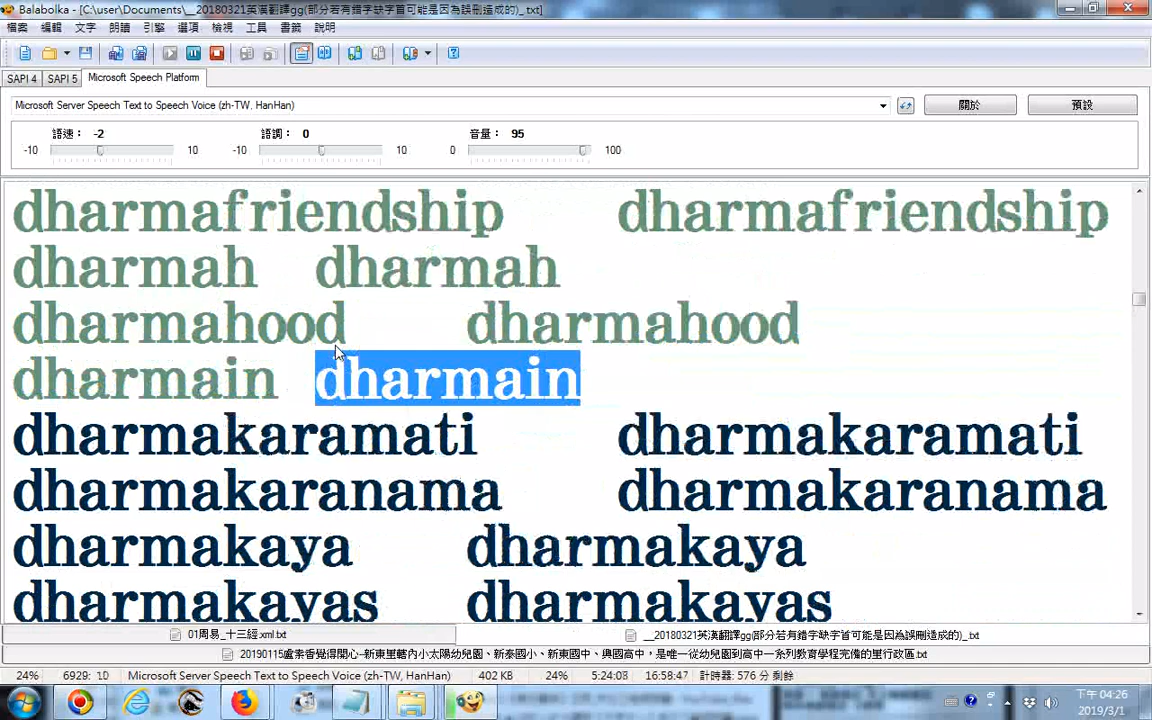 Balabolka - [C:\user\Documents\__20180321英漢翻譯gg(部分若有錯字缺字首可能是因為誤刪造成的)_.txt]
檔案 編輯 文字 朗讀 引擎 選項 檢視 工具 書籤 說明
SAPI 4 SAPI 5 Microsoft Speech Platform
Microsoft Server Speech Text to Speech Voice (zh-TW, HanHan) 關於 預設
語速： -2 語調： 0 音量： 95
-10 10 -10 10 0 100
dharmafriendship dharmafriendship
dharmah dharmah
dharmahood dharmahood
dharmain dharmain
dharmakaramati dharmakaramati
dharmakaranama dharmakaranama
dharmakaya dharmakaya
dharmakayas dharmakayas
01周易_十三經.xml.txt __20180321英漢翻譯gg(部分若有錯字缺字首可能是因為誤刪造成的)_.txt
20190115盧素香覺得開心-新東里轄內小太陽幼兒園、新泰國小、新東國中、興國高中，是唯一從幼兒園到高中一系列教育學程完備的里行政區.txt
24% 6929: 10 Microsoft Server Speech Text to Speech Voice (zh-TW, HanHan) 402 KB 24% 5:24:08 16:58:47 計時器: 576 分 剩餘
下午 04:26
2019/3/1